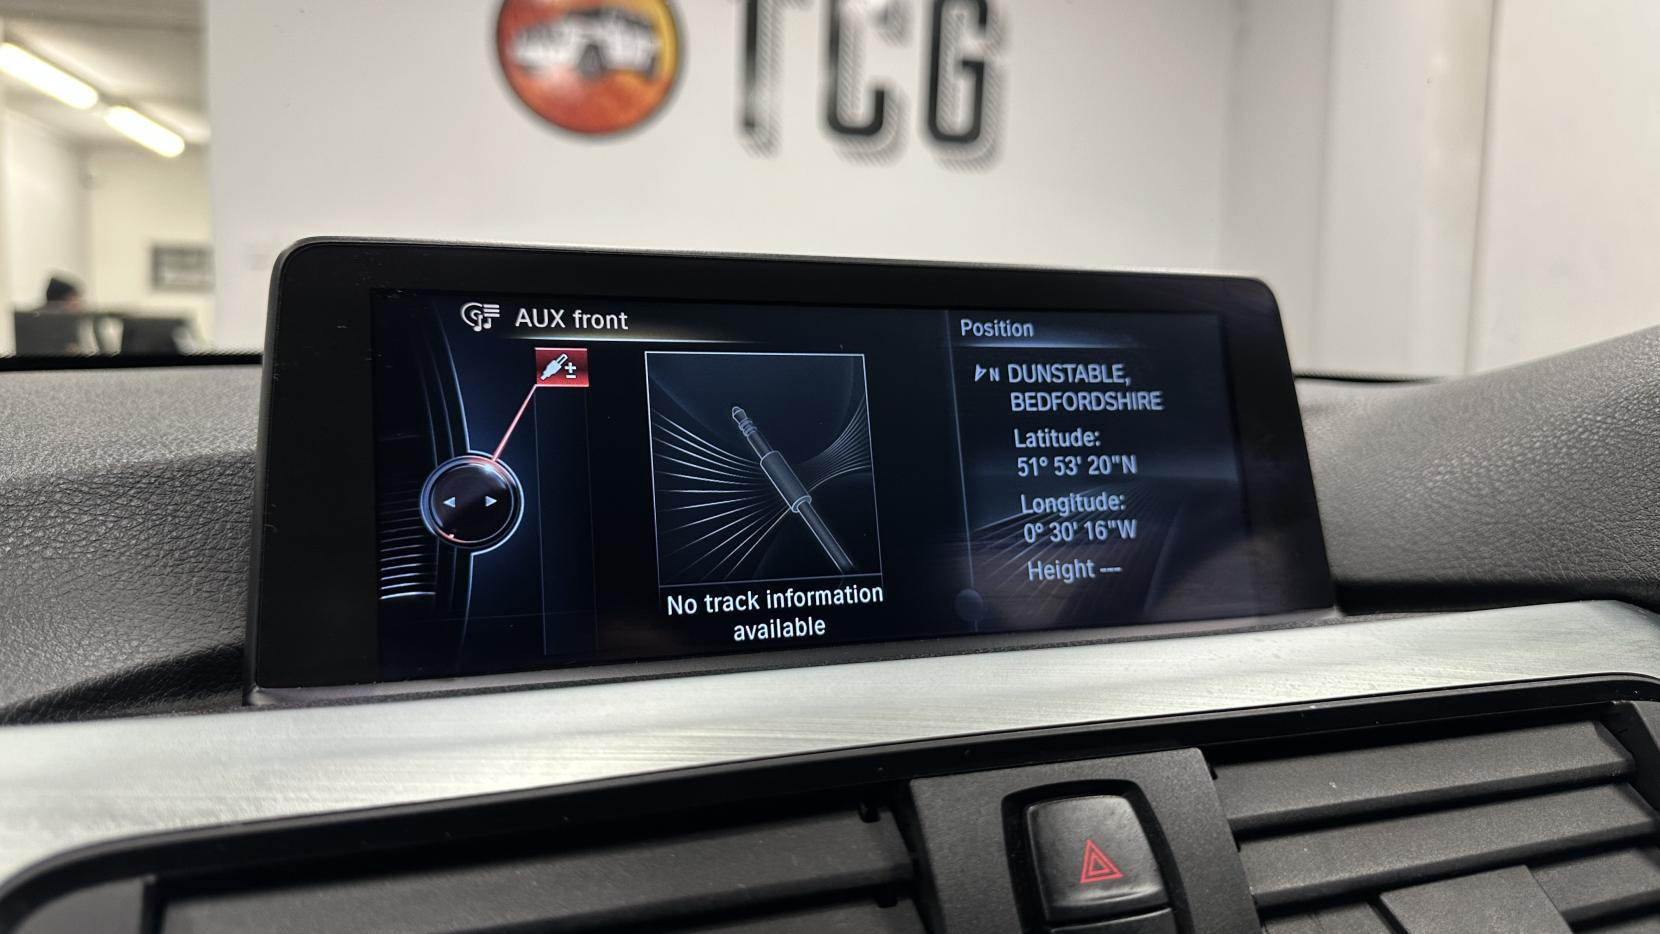 TCG
AUX front
No track information
available
Position
N DUNSTABLE,
BEDFORDSHIRE
Latitude:
51° 53' 20"N
Longitude:
0° 30' 16"W
Height ---